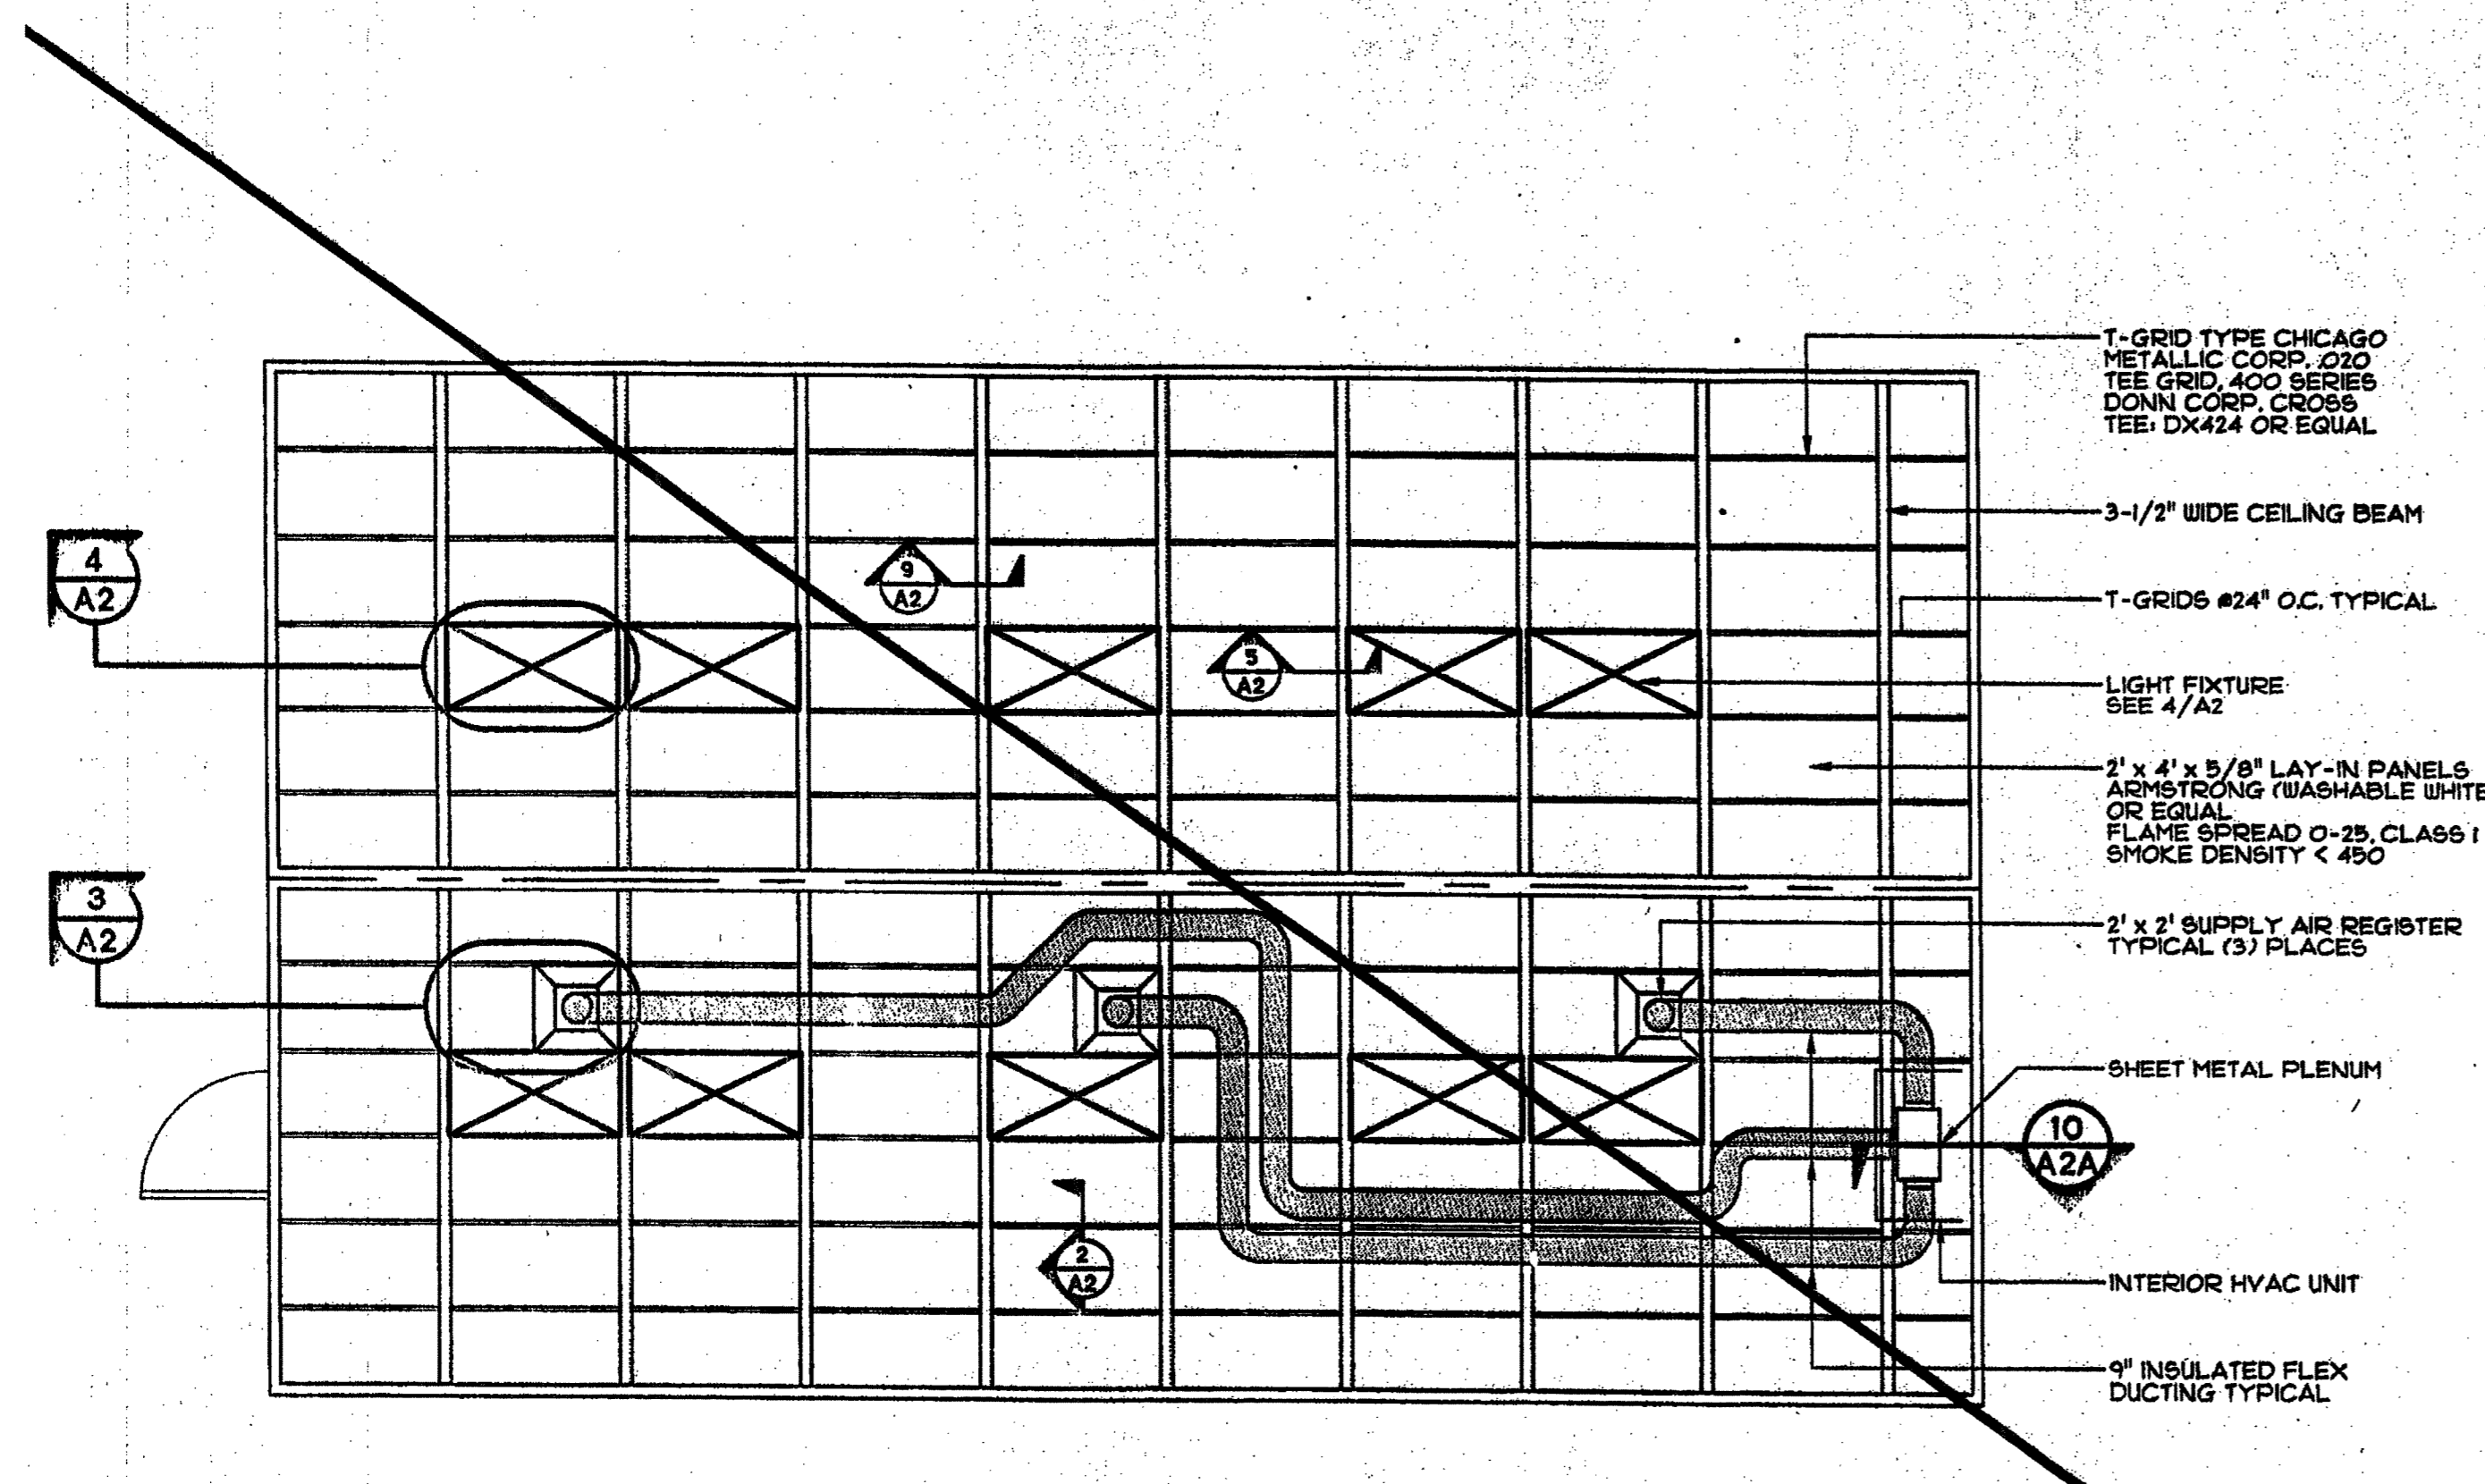 T-GRID TYPE CHICAGO
METALLIC CORP. .020
TEE GRID, 400 SERIES
DONN CORP. CROSS
TEE: DX424 OR EQUAL
3-1/2" WIDE CEILING BEAM
4
A2
9
A2
T-GRIDS @24" O.C. TYPICAL
5
A2
LIGHT FIXTURE
SEE 4/A2
2' x 4' x 5/8" LAY-IN PANELS
ARMSTRONG (WASHABLE WHITE
OR EQUAL
FLAME SPREAD 0-25, CLASS 1
SMOKE DENSITY < 450
3
A2
2' x 2' SUPPLY AIR REGISTER
TYPICAL (3) PLACES
SHEET METAL PLENUM
10
A2A
2
A2
INTERIOR HVAC UNIT
9" INSULATED FLEX
DUCTING TYPICAL